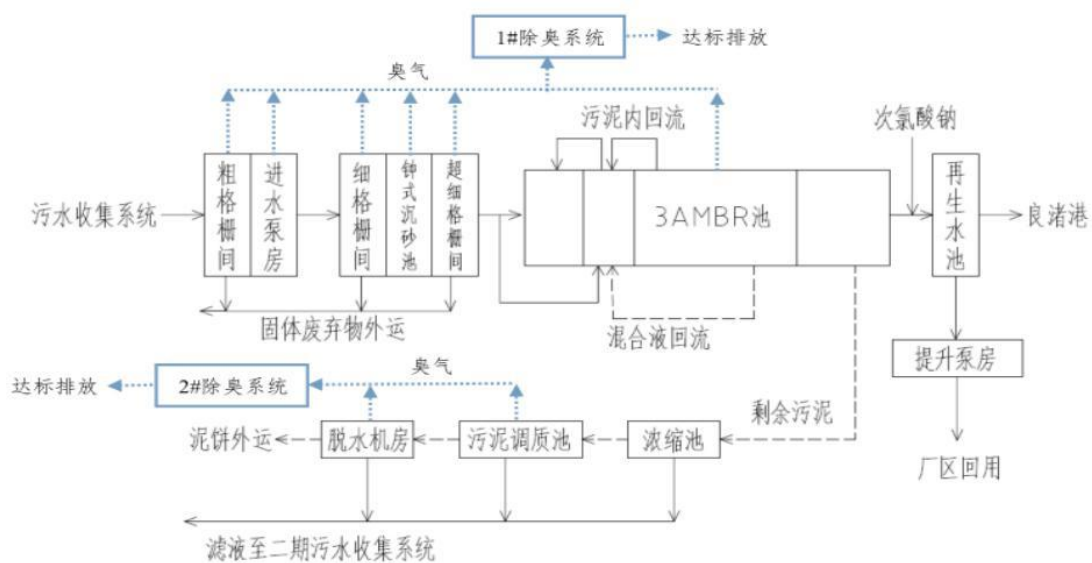 1#除臭系统
达标排放
臭气
污泥内回流
次氯酸钠
污水收集系统
粗格栅间
进水泵房
细格栅间
钟式沉砂池
超细格栅间
3AMBR池
再生水池
良渚港
固体废弃物外运
混合液回流
提升泵房
臭气
达标排放
2#除臭系统
剩余污泥
泥饼外运
脱水机房
污泥调质池
浓缩池
厂区回用
滤液至二期污水收集系统